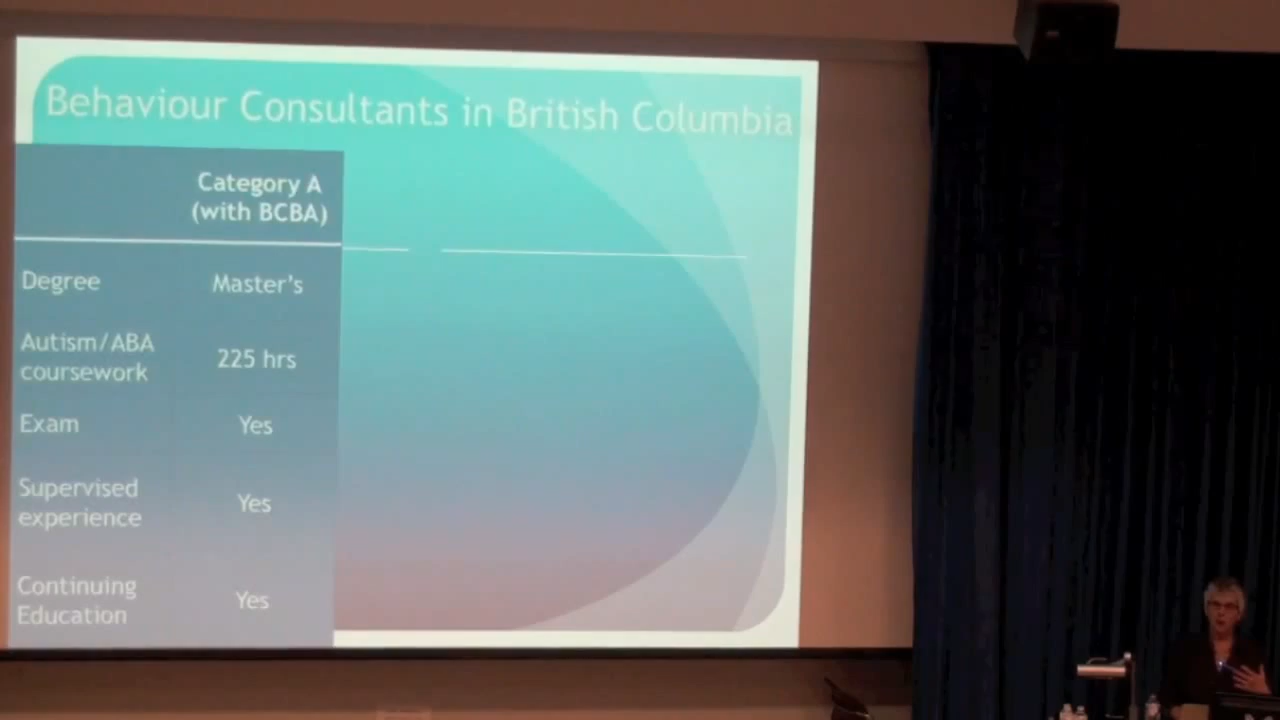 Behaviour Consultants in British Columbia
Category A
(with BCBA)
Degree Master's
Autism/ABA
coursework
225 hrs
Exam Yes
Supervised
experience
Yes
Continuing
Education
Yes